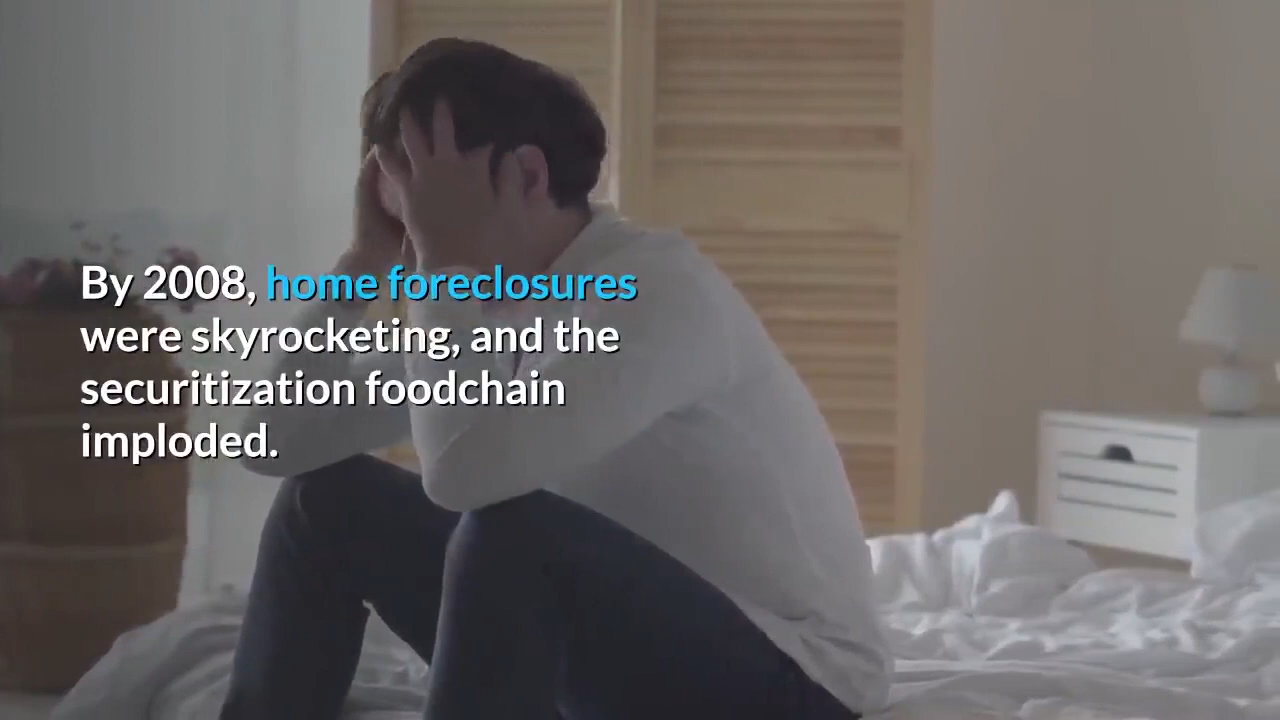 By 2008, home foreclosures
were skyrocketing, and the
securitization foodchain
imploded.